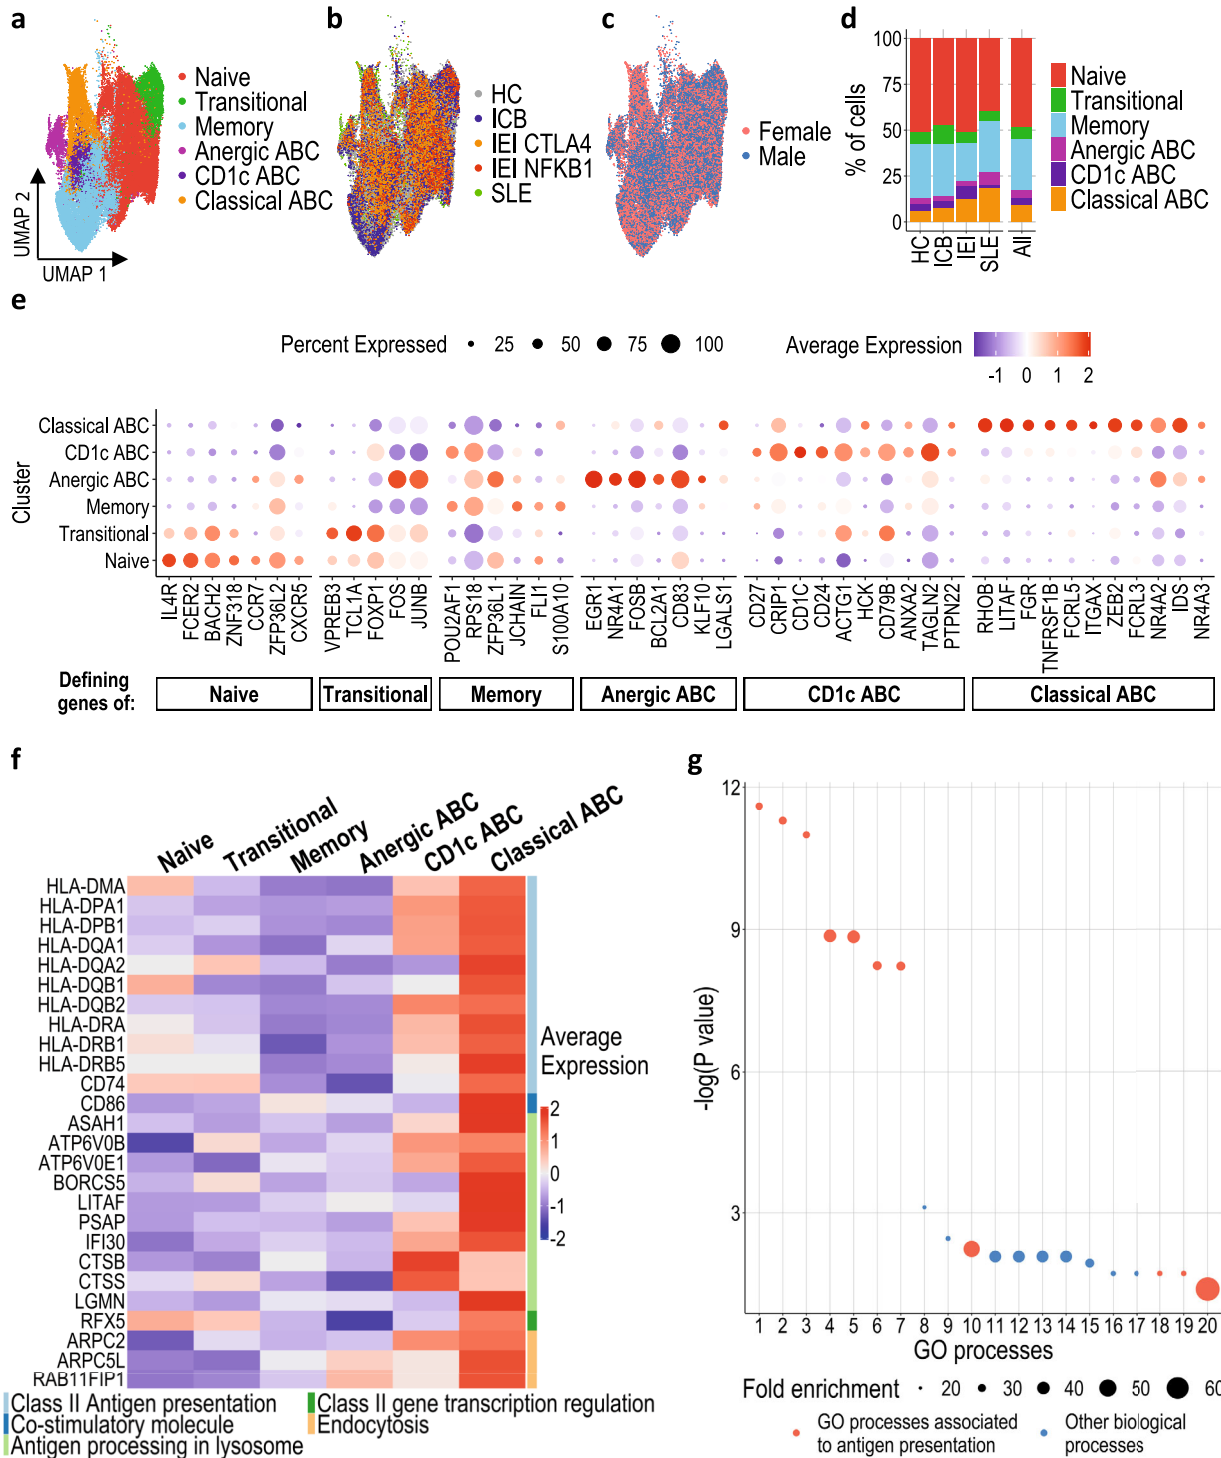 a
b
c
d
Naive
Transitional
Memory
Anergic ABC
CD1c ABC
Classical ABC
UMAP 2
UMAP 1
HC
ICB
IEI CTLA4
IEI NFKB1
SLE
Female
Male
% of cells
100
75
50
25
0
HC
ICB
IEI
SLE
All
Naive
Transitional
Memory
Anergic ABC
CD1c ABC
Classical ABC
e
Percent Expressed 25 50 75 100
Average Expression
-1 0 1 2
Cluster
Classical ABC
CD1c ABC
Anergic ABC
Memory
Transitional
Naive
IL4R
FCER2
BACH2
ZNF318
CCR7
ZFP36L2
CXCR5
VPREB3
TCL1A
FOXP1
FOS
JUNB
POU2AF1
RPS18
ZFP36L1
JCHAIN
FLI1
S100A10
EGR1
NR4A1
FOSB
BCL2A1
CD83
KLF10
LGALS1
CD27
CRIP1
CD1C
CD24
ACTG1
HCK
CD79B
ANXA2
TAGLN2
PTPN22
RHOB
LITAF
FGR
TNFRSF1B
FCRL5
ITGAX
ZEB2
FCRL3
NR4A2
IDS
NR4A3
Defining genes of:
Naive
Transitional
Memory
Anergic ABC
CD1c ABC
Classical ABC
f
Naive
Transitional
Memory
Anergic ABC
CD1c ABC
Classical ABC
HLA-DMA
HLA-DPA1
HLA-DPB1
HLA-DQA1
HLA-DQA2
HLA-DQB1
HLA-DQB2
HLA-DRA
HLA-DRB1
HLA-DRB5
CD74
CD86
ASAH1
ATP6V0B
ATP6V0E1
BORCS5
LITAF
PSAP
IFI30
CTSB
CTSS
LGMN
RFX5
ARPC2
ARPC5L
RAB11FIP1
Average
Expression
2
1
0
-1
-2
Class II Antigen presentation
Co-stimulatory molecule
Antigen processing in lysosome
Class II gene transcription regulation
Endocytosis
g
-log(P value)
12
9
6
3
1 2 3 4 5 6 7 8 9 10 11 12 13 14 15 16 17 18 19 20
GO processes
Fold enrichment 20 30 40 50 60
GO processes associated
to antigen presentation
Other biological
processes